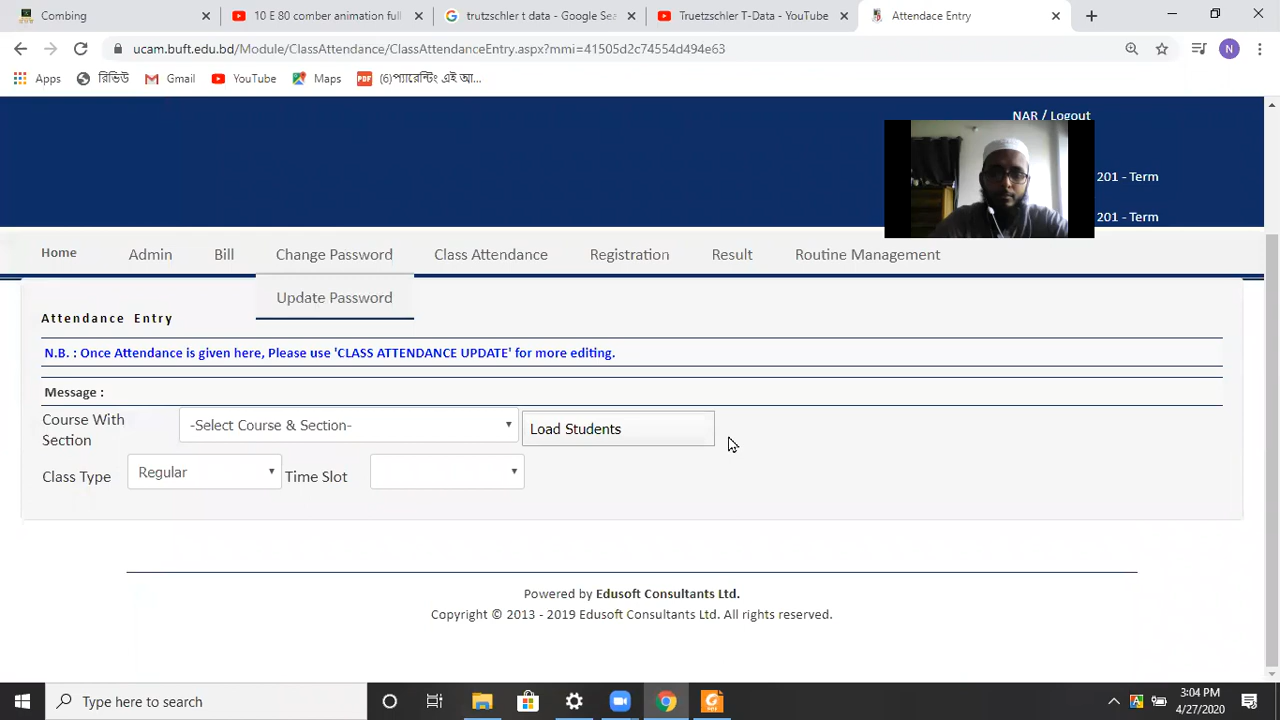 Combing
10 E 80 comber animation full
trutzschler t data - Google Sea
Truetzschler T-Data - YouTube
Attendace Entry
ucam.buft.edu.bd/Module/ClassAttendance/ClassAttendanceEntry.aspx?mmi=41505d2c74554d494e63
N
Apps
রিভিউ
Gmail
YouTube
Maps
PDF
(6)প্যারেন্টিং এই আ...
NAR / Logout
201 - Term
201 - Term
Home
Admin
Bill
Change Password
Class Attendance
Registration
Result
Routine Management
Update Password
Attendance Entry
N.B. : Once Attendance is given here, Please use 'CLASS ATTENDANCE UPDATE' for more editing.
Message :
Course With Section
-Select Course & Section-
Load Students
Class Type
Regular
Time Slot
Powered by Edusoft Consultants Ltd.
Copyright © 2013 - 2019 Edusoft Consultants Ltd. All rights reserved.
Type here to search
3:04 PM
4/27/2020